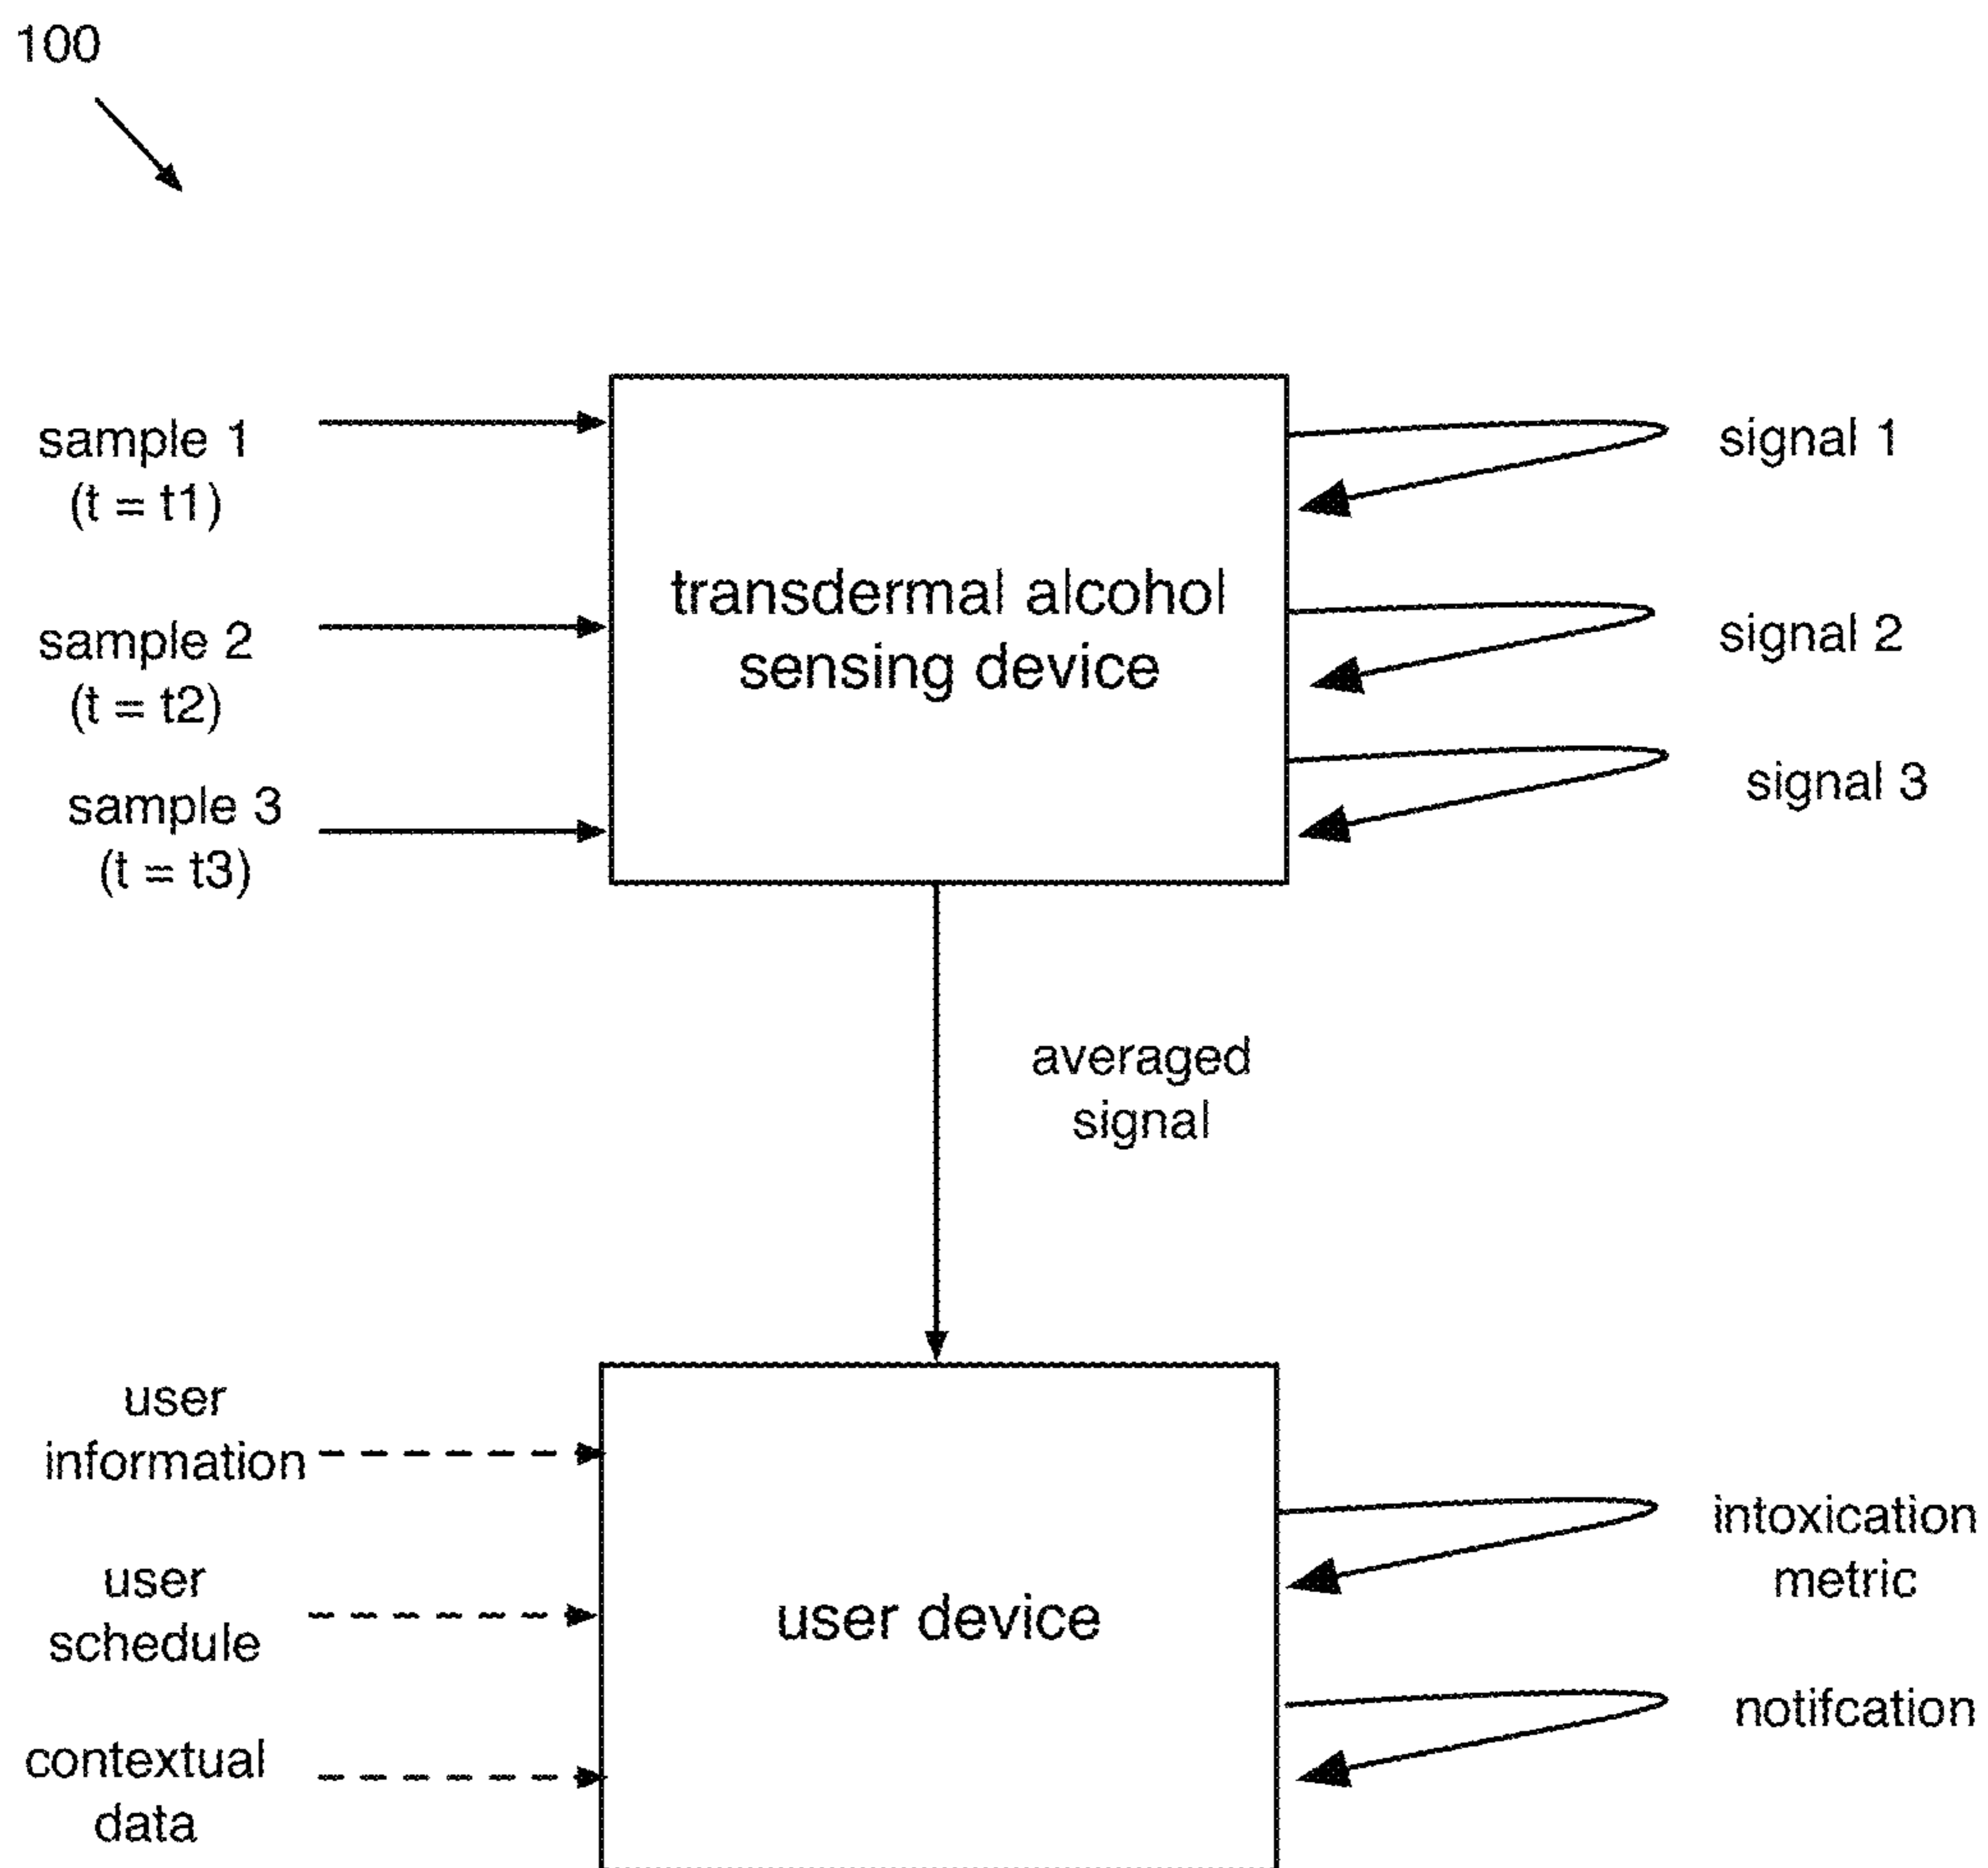 100
sample 1
(t = t1)
sample 2
(t = t2)
sample 3
(t = t3)
transdermal alcohol
sensing device
signal 1
signal 2
signal 3
averaged
signal
user
information
user
schedule
contextual
data
user device
intoxication
metric
notifcation